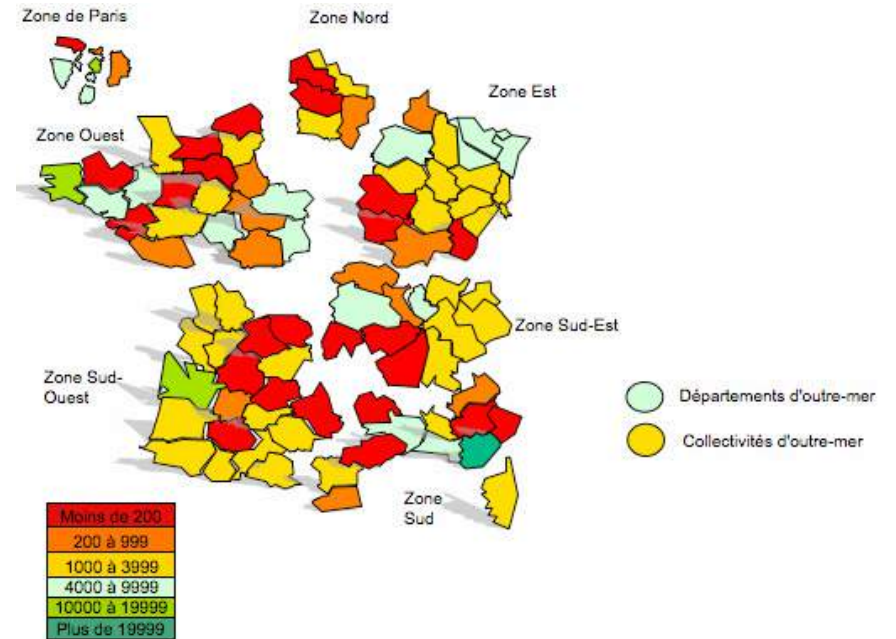 Zone de Paris
Zone Nord
Zone Est
Zone Ouest
Zone Sud-Est
Zone Sud-
Ouest
Départements d'outre-mer
Collectivités d'outre-mer
Zone
Sud
Moins de 200
200 à 999
1000 à 3999
4000 à 9999
10000 à 19999
Plus de 19999